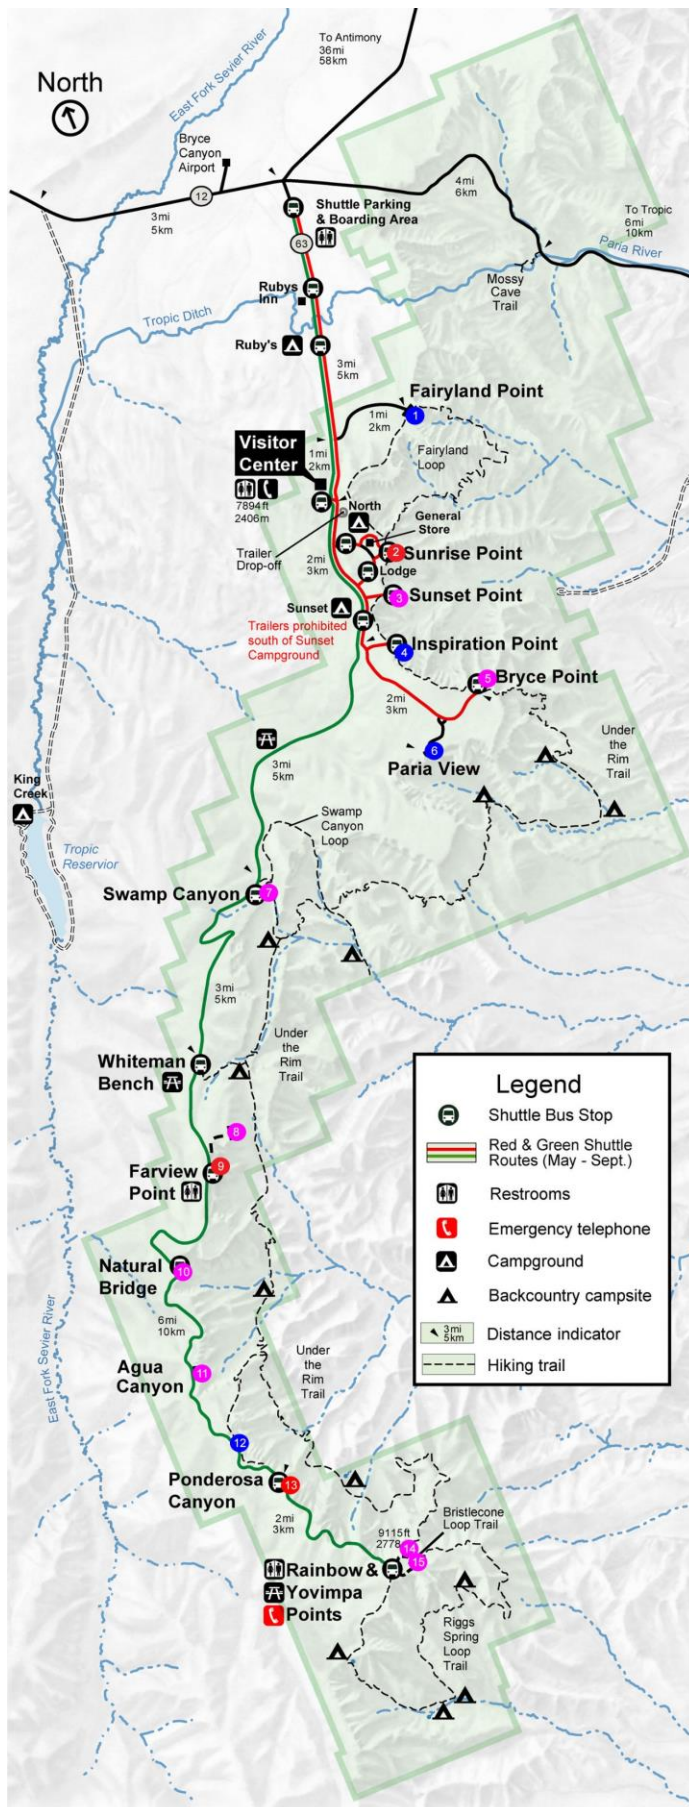 To Antimony
36mi
58km
North
East Fork Sevier River
Bryce
Canyon
Airport
12
3mi
5km
4mi
6km
To Tropic
6mi
10km
Paria River
Shuttle Parking
& Boarding Area
63
Mossy
Cave
Trail
Rubys
Inn
Tropic Ditch
Ruby's
3mi
5km
Fairyland Point
1
1mi
2km
Fairyland
Loop
Visitor
Center
1mi
2km
7894ft
2406m
North
General
Store
Trailer
Drop-off
2
Sunrise Point
2mi
3km
Lodge
3
Sunset Point
Sunset
Trailers prohibited
south of Sunset
Campground
4
Inspiration Point
5
Bryce Point
2mi
3km
6
Paria View
Under
the
Rim
Trail
3mi
5km
King
Creek
Tropic
Reservior
Swamp
Canyon
Loop
Swamp Canyon
7
3mi
5km
Under
the
Rim
Trail
Whiteman
Bench
8
9
Farview
Point
Natural
Bridge
10
6mi
10km
Agua
Canyon
11
East Fork Sevier River
Under
the
Rim
Trail
12
Ponderosa
Canyon
13
2mi
3km
Bristlecone
Loop Trail
9115ft
2778
14
15
Rainbow &
Yovimpa
Points
Riggs
Spring
Loop
Trail
Legend
Shuttle Bus Stop
Red & Green Shuttle
Routes (May - Sept.)
Restrooms
Emergency telephone
Campground
Backcountry campsite
3mi
5km
Distance indicator
Hiking trail